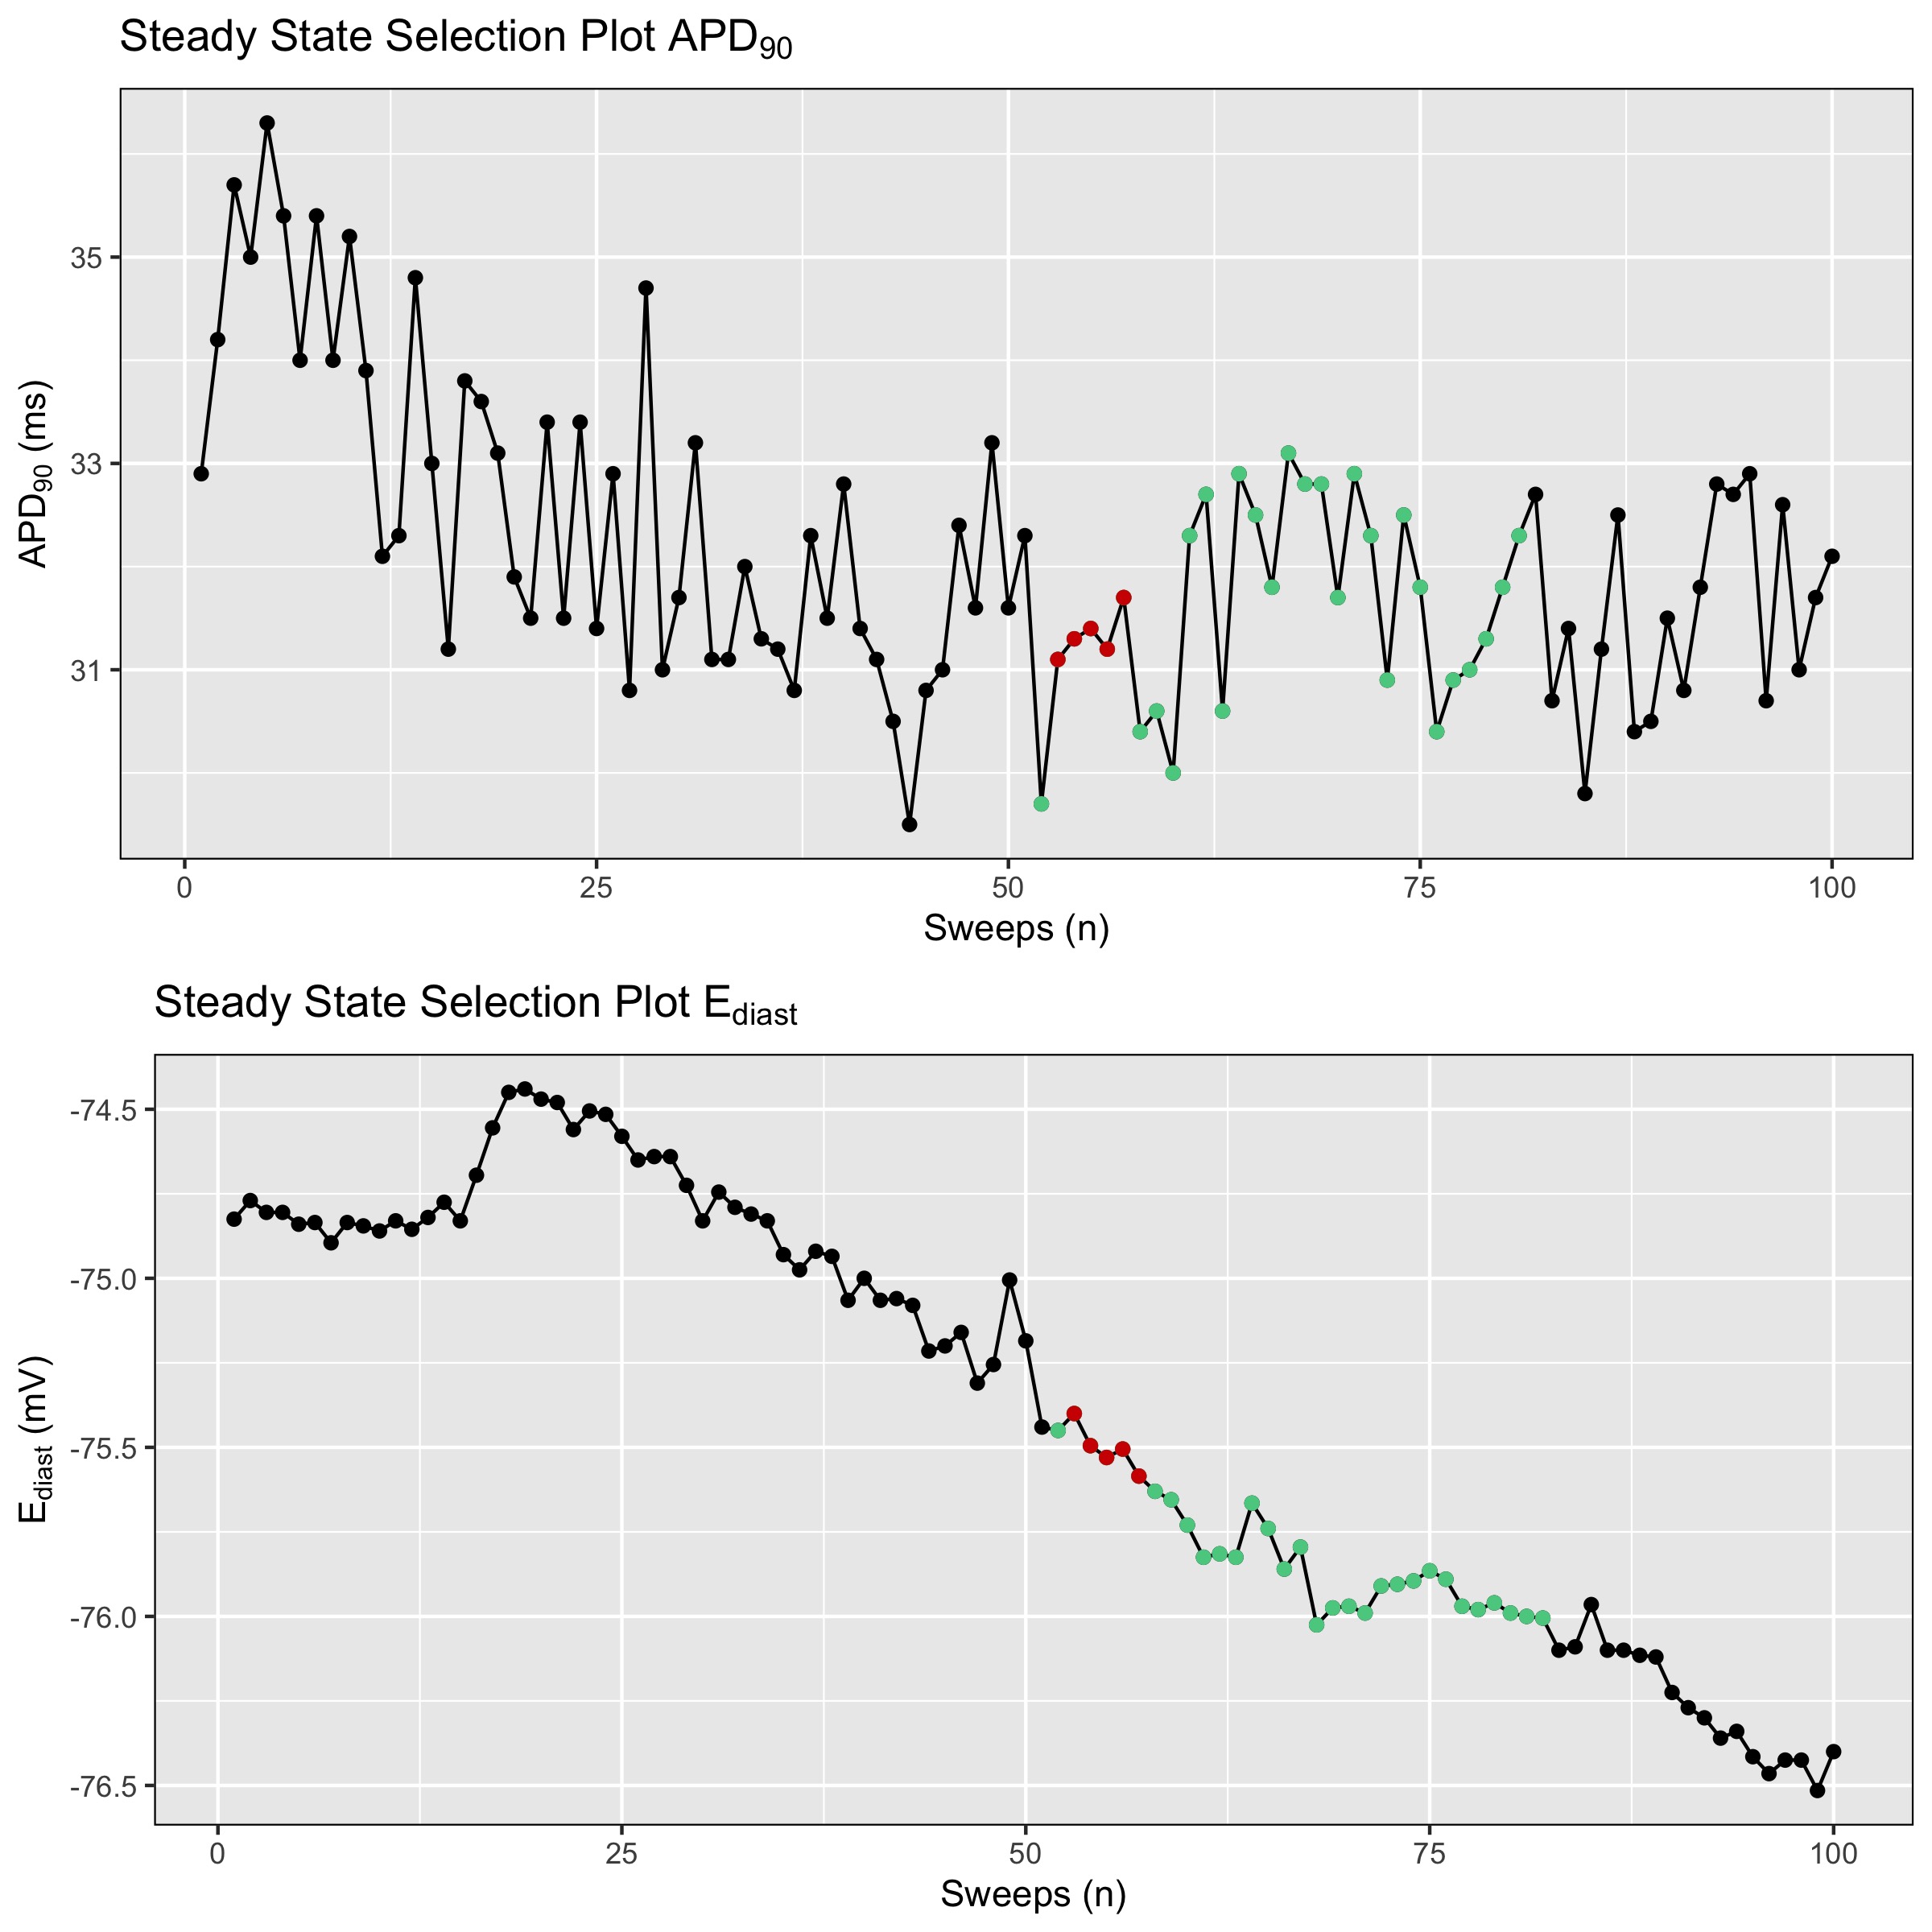 Steady State Selection Plot APD90
APD90 (ms)
35
33
31
0 25 50 75 100
Sweeps (n)
Steady State Selection Plot Ediast
Ediast (mV)
-74.5
-75.0
-75.5
-76.0
-76.5
0 25 50 75 100
Sweeps (n)